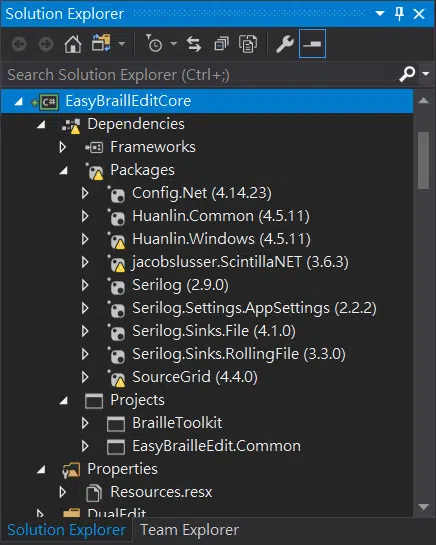 Solution Explorer
Search Solution Explorer (Ctrl+;)
C# EasyBraillEditCore
Dependencies
Frameworks
Packages
Config.Net (4.14.23)
Huanlin.Common (4.5.11)
Huanlin.Windows (4.5.11)
jacobslusser.ScintillaNET (3.6.3)
Serilog (2.9.0)
Serilog.Settings.AppSettings (2.2.2)
Serilog.Sinks.File (4.1.0)
Serilog.Sinks.RollingFile (3.3.0)
SourceGrid (4.4.0)
Projects
BrailleToolkit
EasyBrailleEdit.Common
Properties
Resources.resx
DualEdit
Solution Explorer Team Explorer